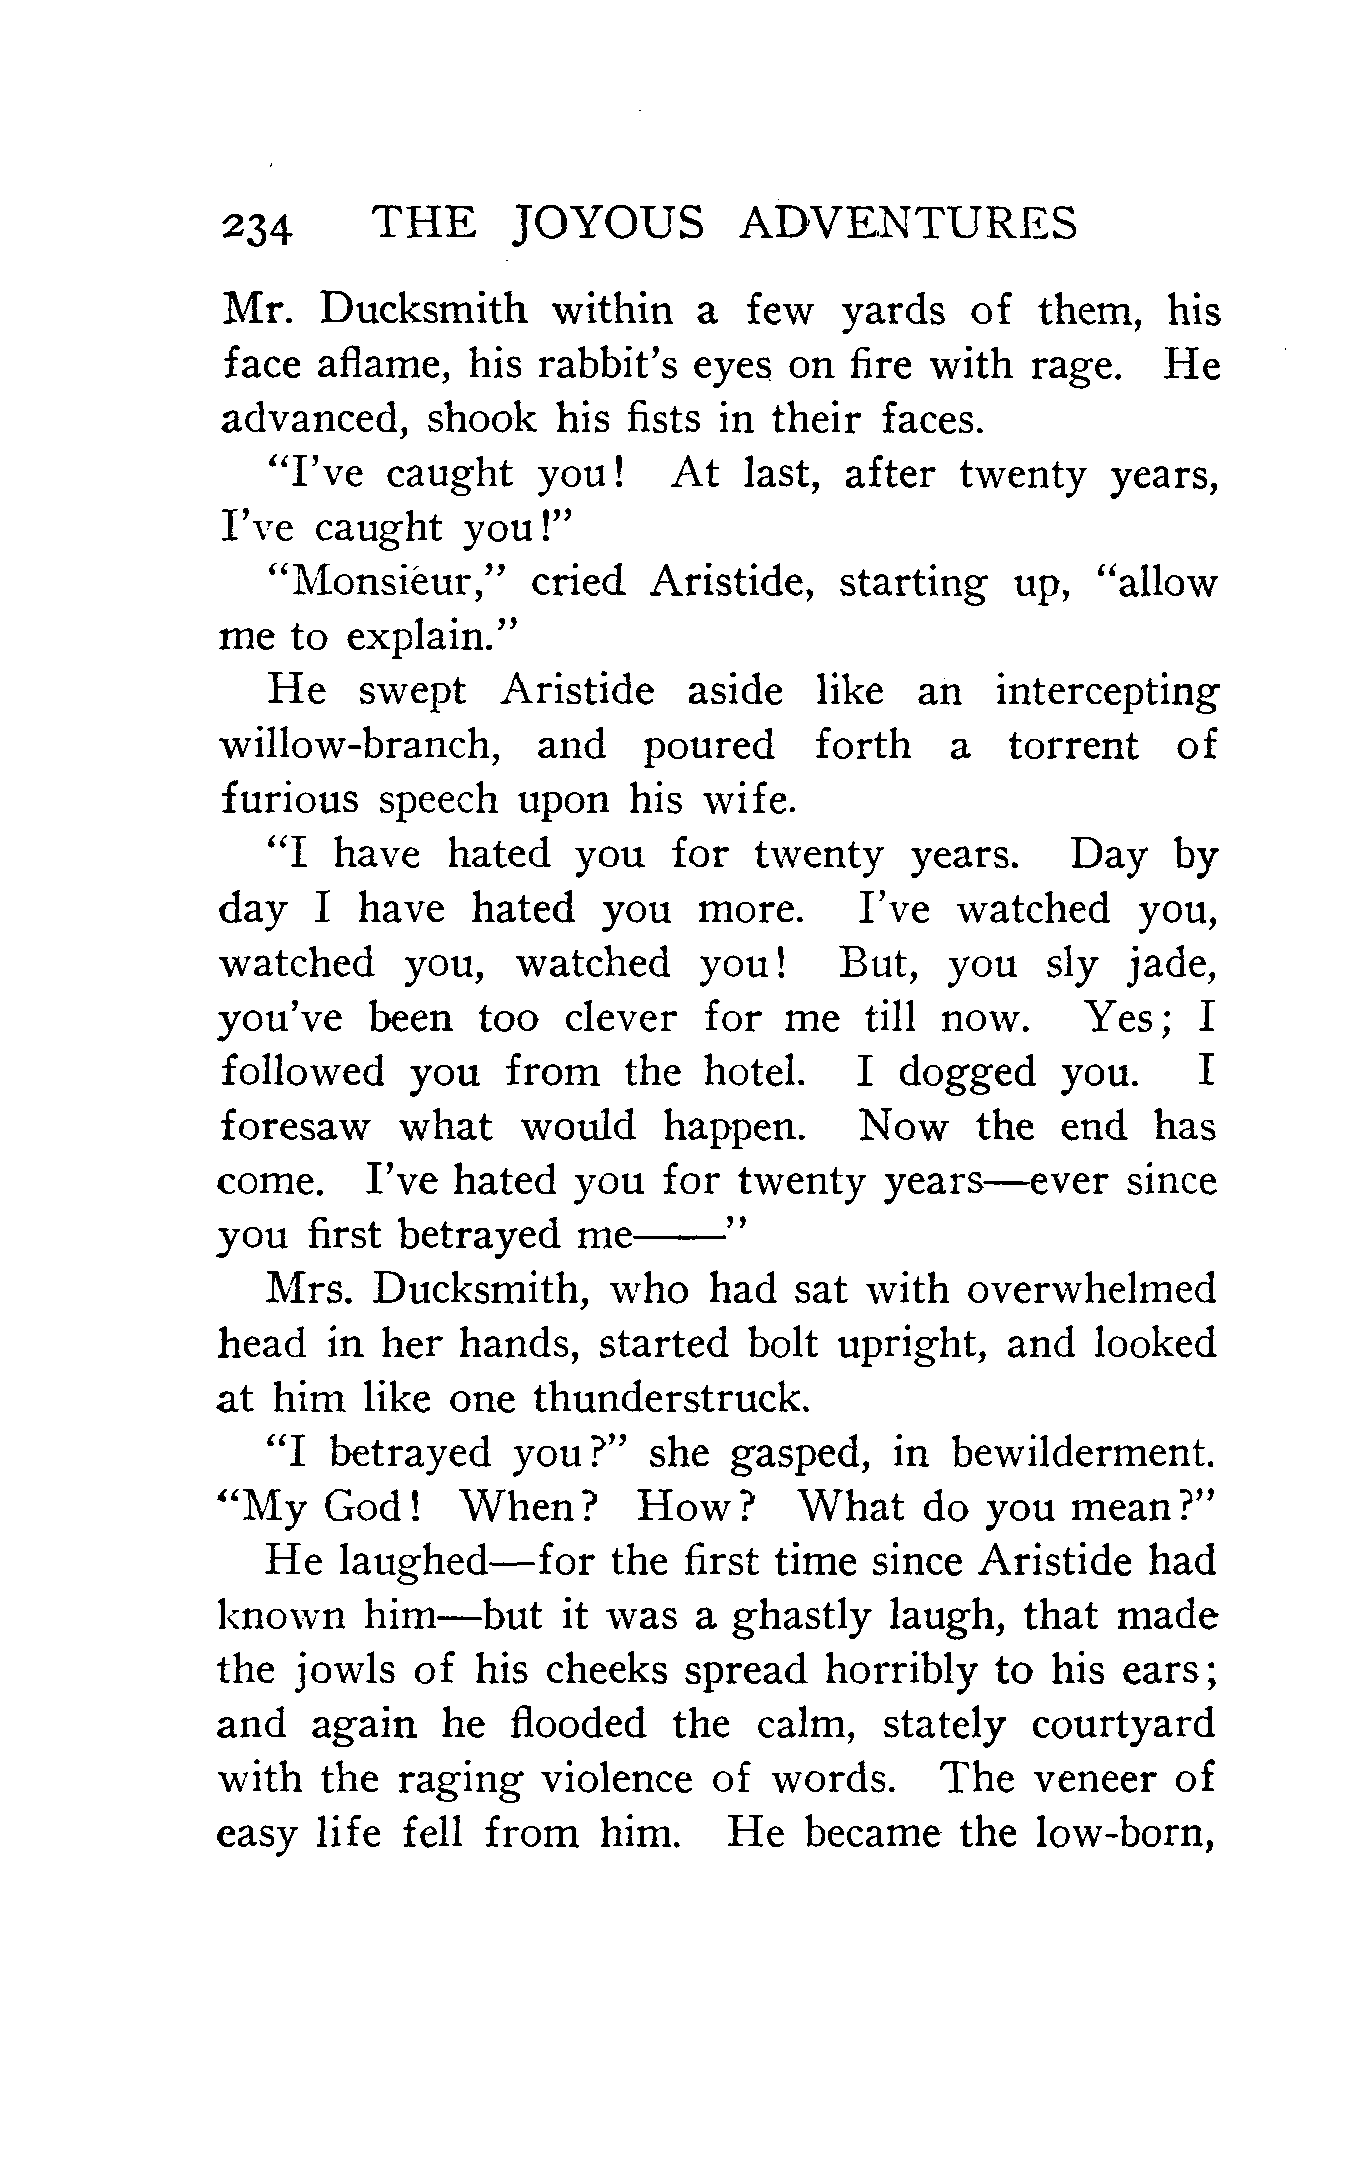 234 THE JOYOUS ADVENTURES
Mr. Ducksmith within a few yards of them, his
face aflame, his rabbit's eyes on fire with rage. He
advanced, shook his fists in their faces.
"I've caught you! At last, after twenty years,
I've caught you!"
"Monsieur," cried Aristide, starting up, "allow
me to explain."
He swept Aristide aside like an intercepting
willow-branch, and poured forth a torrent of
furious speech upon his wife.
"I have hated you for twenty years. Day by
day I have hated you more. I've watched you,
watched you, watched you! But, you sly jade,
you've been too clever for me till now. Yes; I
followed you from the hotel. I dogged you. I
foresaw what would happen. Now the end has
come. I've hated you for twenty years—ever since
you first betrayed me——"
Mrs. Ducksmith, who had sat with overwhelmed
head in her hands, started bolt upright, and looked
at him like one thunderstruck.
"I betrayed you?" she gasped, in bewilderment.
"My God! When? How? What do you mean?"
He laughed—for the first time since Aristide had
known him—but it was a ghastly laugh, that made
the jowls of his cheeks spread horribly to his ears;
and again he flooded the calm, stately courtyard
with the raging violence of words. The veneer of
easy life fell from him. He became the low-born,